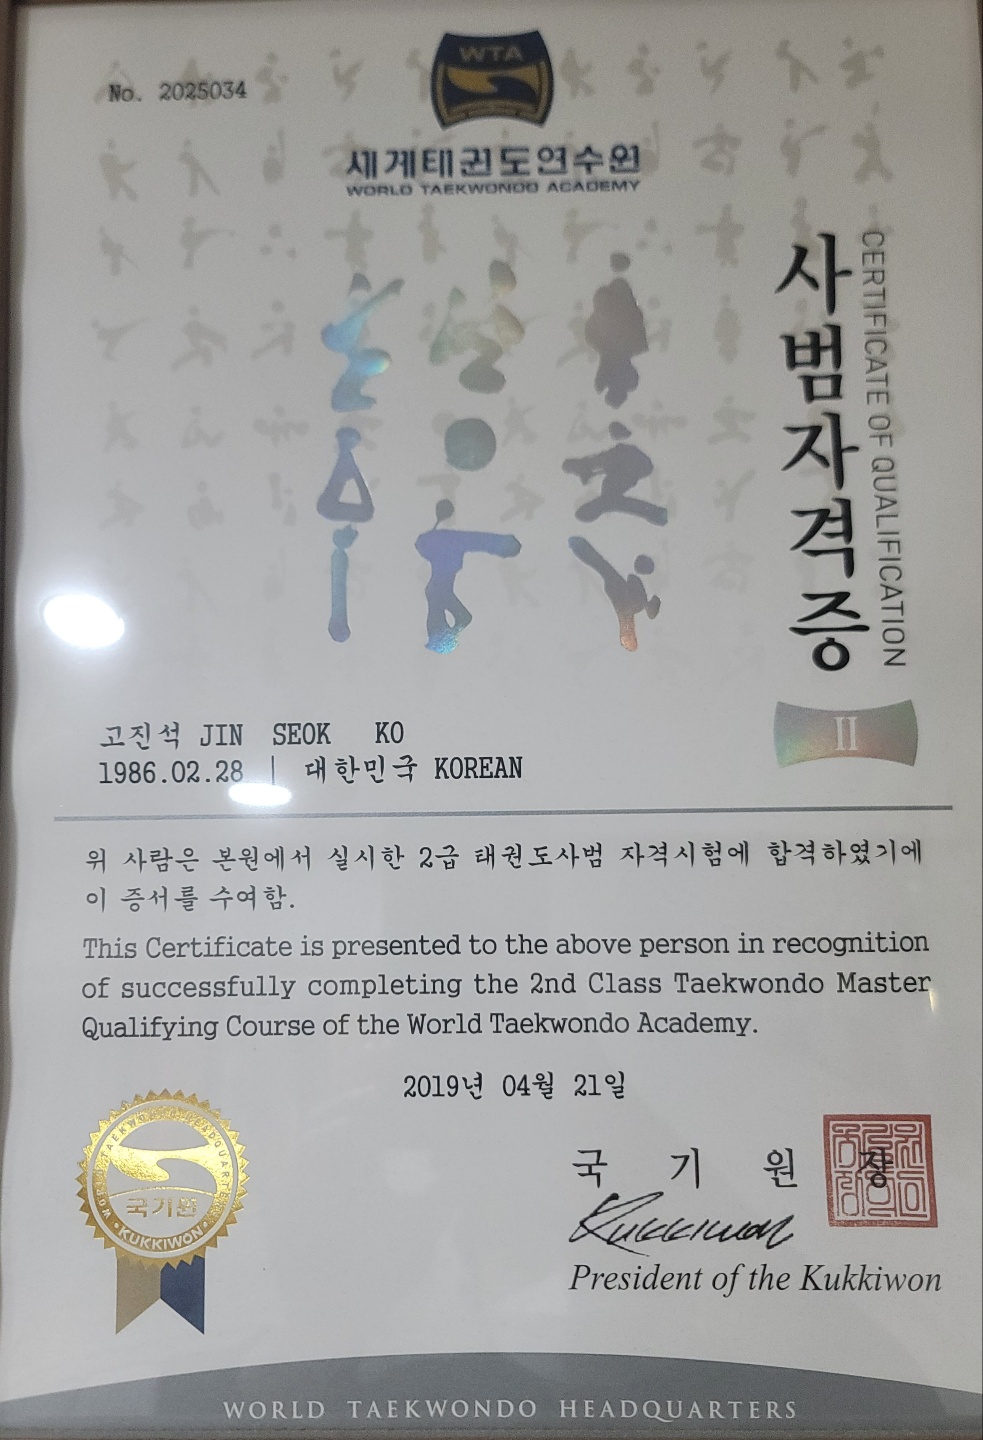 No. 2025034
WTA
세계태권도연수원
WORLD TAEKWONDO ACADEMY
사범자격증
CERTIFICATE OF QUALIFICATION
II
고진석 JIN SEOK KO
1986.02.28 | 대한민국 KOREAN
위 사람은 본원에서 실시한 2급 태권도사범 자격시험에 합격하였기에
이 증서를 수여함.
This Certificate is presented to the above person in recognition
of successfully completing the 2nd Class Taekwondo Master
Qualifying Course of the World Taekwondo Academy.
2019년 04월 21일
국기원장
Kukkiwon
President of the Kukkiwon
국기원
KUKKIWON
WORLD TAEKWONDO HEADQUARTERS